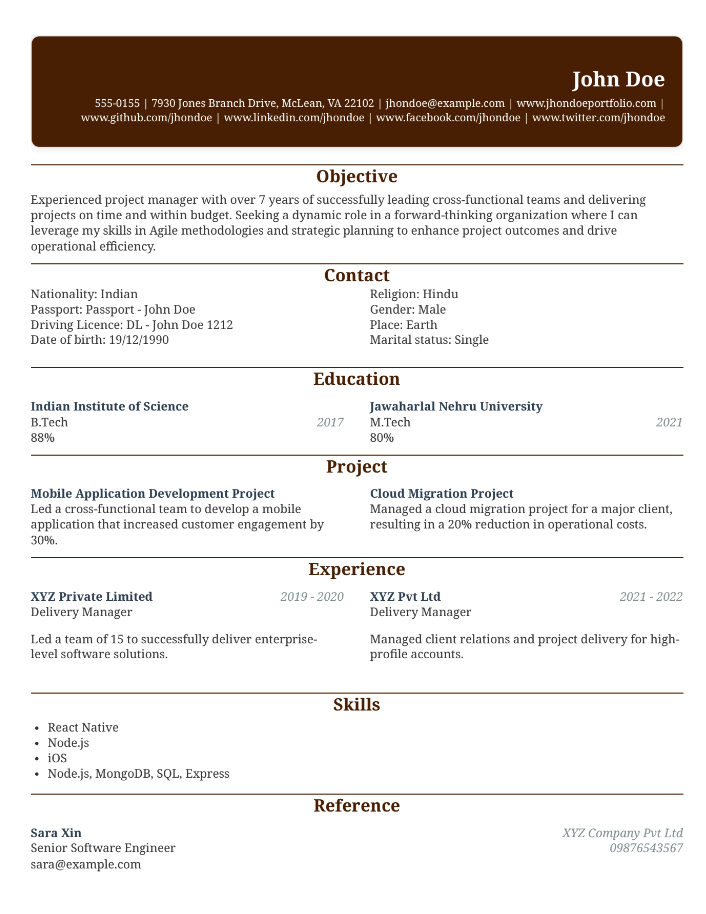 John Doe
555-0155 | 7930 Jones Branch Drive, McLean, VA 22102 | jhondoe@example.com | www.jhondoeportfolio.com |
www.github.com/jhondoe | www.linkedin.com/jhondoe | www.facebook.com/jhondoe | www.twitter.com/jhondoe
Objective
Experienced project manager with over 7 years of successfully leading cross-functional teams and delivering
projects on time and within budget. Seeking a dynamic role in a forward-thinking organization where I can
leverage my skills in Agile methodologies and strategic planning to enhance project outcomes and drive
operational efficiency.
Contact
Nationality: Indian
Passport: Passport - John Doe
Driving Licence: DL - John Doe 1212
Date of birth: 19/12/1990
Religion: Hindu
Gender: Male
Place: Earth
Marital status: Single
Education
Indian Institute of Science
B.Tech 2017
88%
Jawaharlal Nehru University
M.Tech 2021
80%
Project
Mobile Application Development Project
Led a cross-functional team to develop a mobile
application that increased customer engagement by
30%.
Cloud Migration Project
Managed a cloud migration project for a major client,
resulting in a 20% reduction in operational costs.
Experience
XYZ Private Limited 2019 - 2020
Delivery Manager
Led a team of 15 to successfully deliver enterprise-
level software solutions.
XYZ Pvt Ltd 2021 - 2022
Delivery Manager
Managed client relations and project delivery for high-
profile accounts.
Skills
• React Native
• Node.js
• iOS
• Node.js, MongoDB, SQL, Express
Reference
Sara Xin XYZ Company Pvt Ltd
Senior Software Engineer 09876543567
sara@example.com